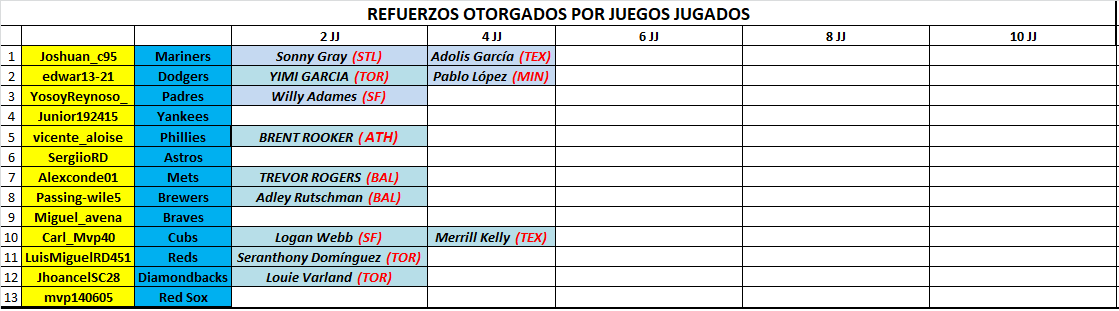 REFUERZOS OTORGADOS POR JUEGOS JUGADOS
2 JJ 4 JJ 6 JJ 8 JJ 10 JJ
1 Joshuan_c95 Mariners Sonny Gray (STL) Adolis García (TEX)
2 edwar13-21 Dodgers YIMI GARCIA (TOR) Pablo López (MIN)
3 YosoyReynoso_ Padres Willy Adames (SF)
4 Junior192415 Yankees
5 vicente_aloise Phillies BRENT ROOKER (ATH)
6 SergiioRD Astros
7 Alexconde01 Mets TREVOR ROGERS (BAL)
8 Passing-wile5 Brewers Adley Rutschman (BAL)
9 Miguel_avena Braves
10 Carl_Mvp40 Cubs Logan Webb (SF) Merrill Kelly (TEX)
11 LuisMiguelRD451 Reds Seranthony Domínguez (TOR)
12 JhoancelSC28 Diamondbacks Louie Varland (TOR)
13 mvp140605 Red Sox